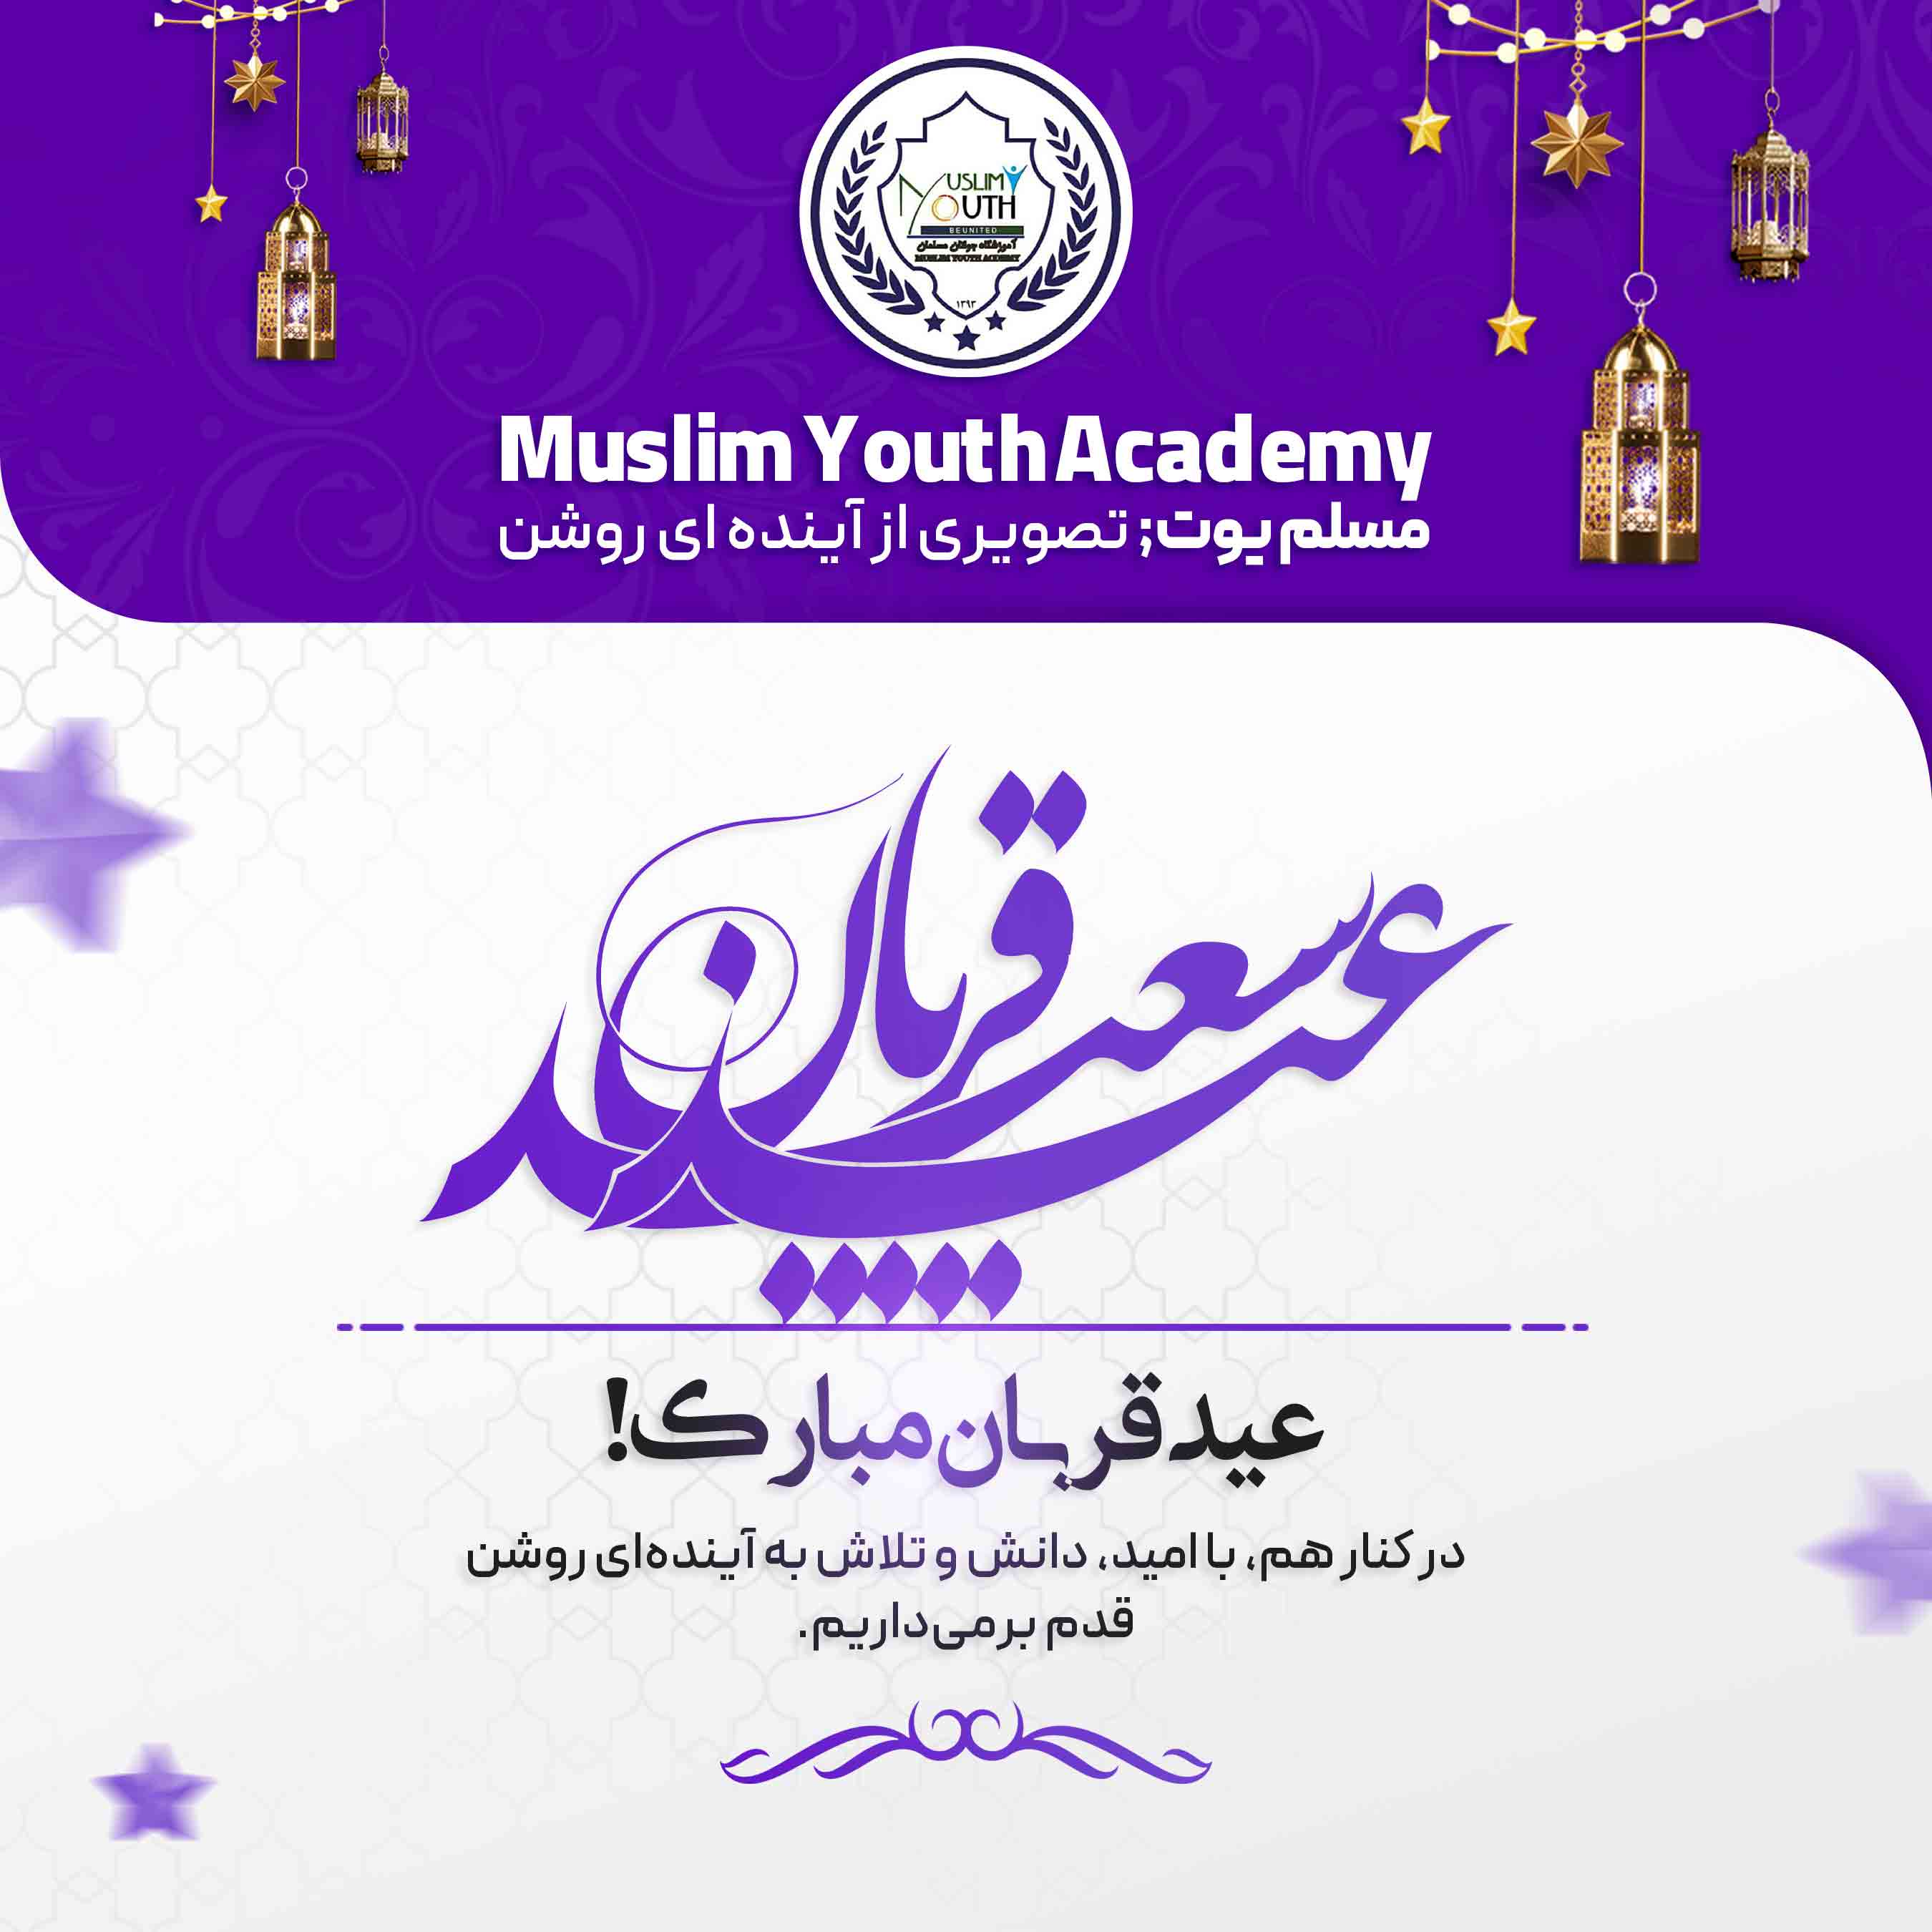 MUSLIM
YOUTH
BEUNITED
آموزشگاه جوانان مسلمان
MUSLIM YOUTH ACDEMY
۱۳۹۳
Muslim Youth Academy
مسلم یوت; تصویری از آینده ای روشن
عید سعید قربان
عید قربان مبارک!
در کنار هم، با امید، دانش و تلاش به آینده‌ای روشن
قدم برمی‌داریم.